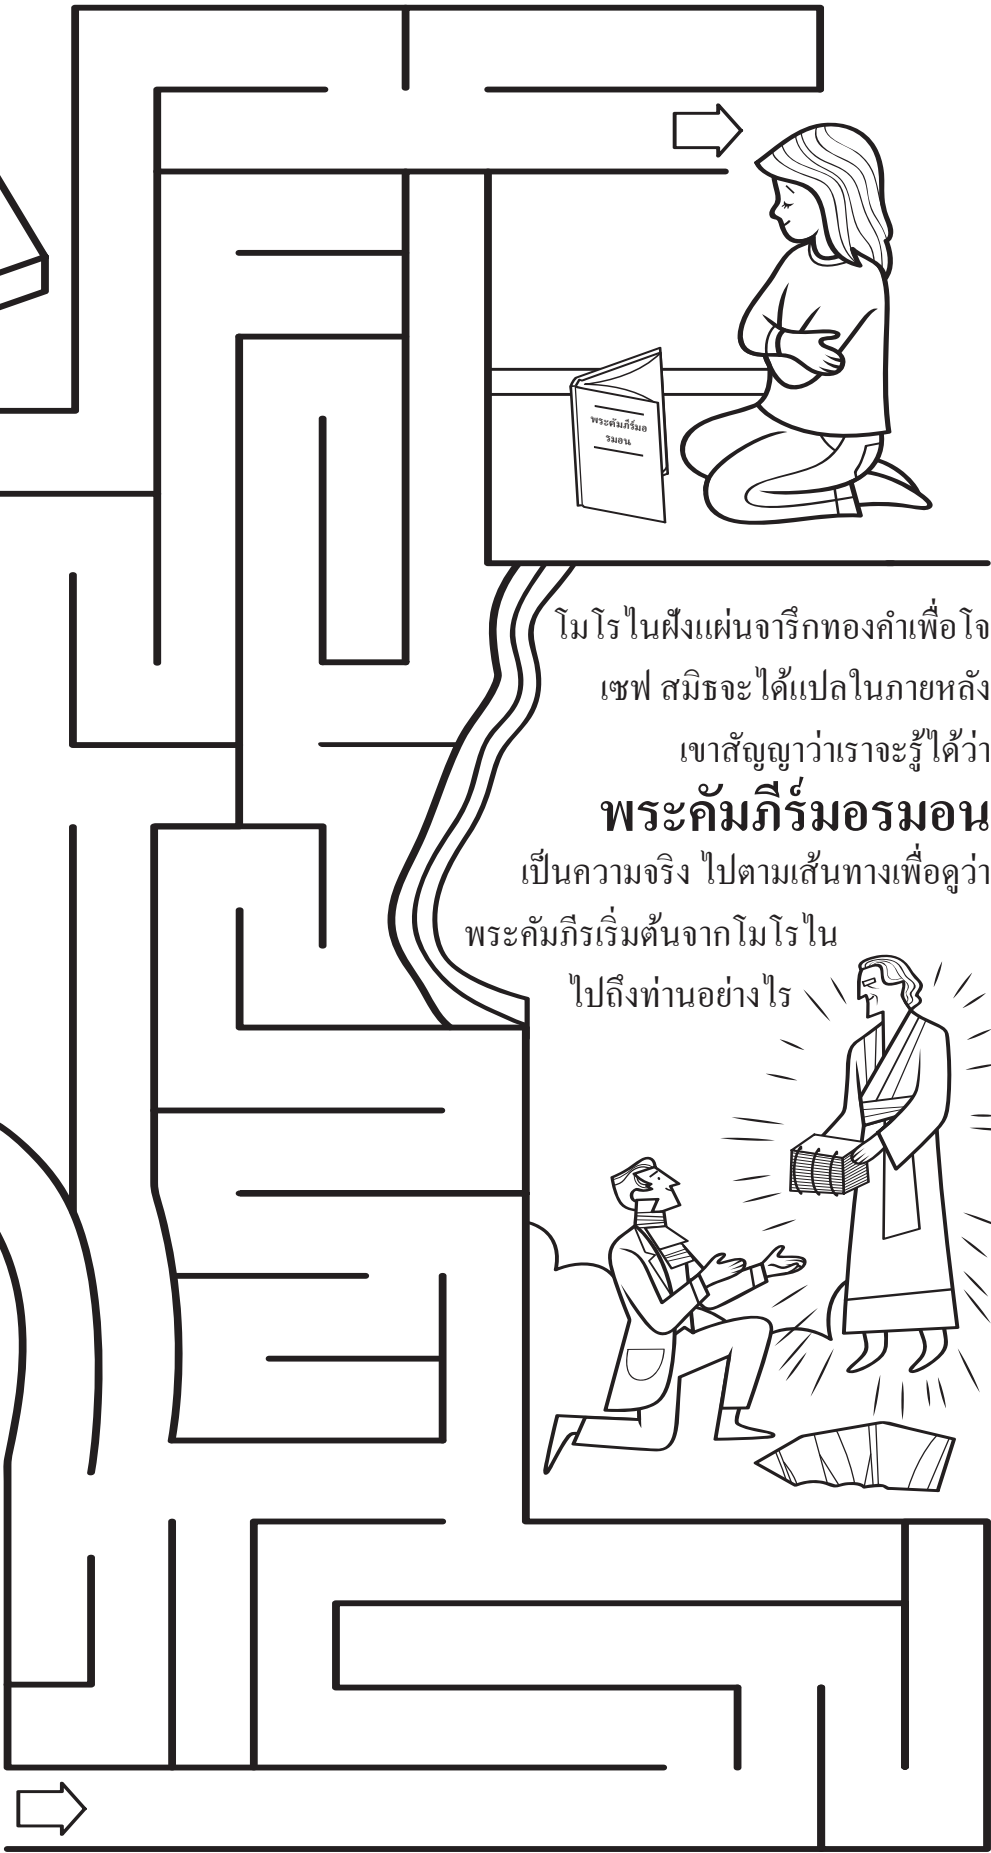 พระคัมภีร์มอ
รมอน
โมโรไนฝังแผ่นจารึกทองคำเพื่อโจ
เซฟ สมิธจะได้แปลในภายหลัง
เขาสัญญาว่าเราจะรู้ได้ว่า
พระคัมภีร์มอรมอน
เป็นความจริง ไปตามเส้นทางเพื่อดูว่า
พระคัมภีรเริ่มต้นจากโมโรไน
ไปถึงท่านอย่างไร